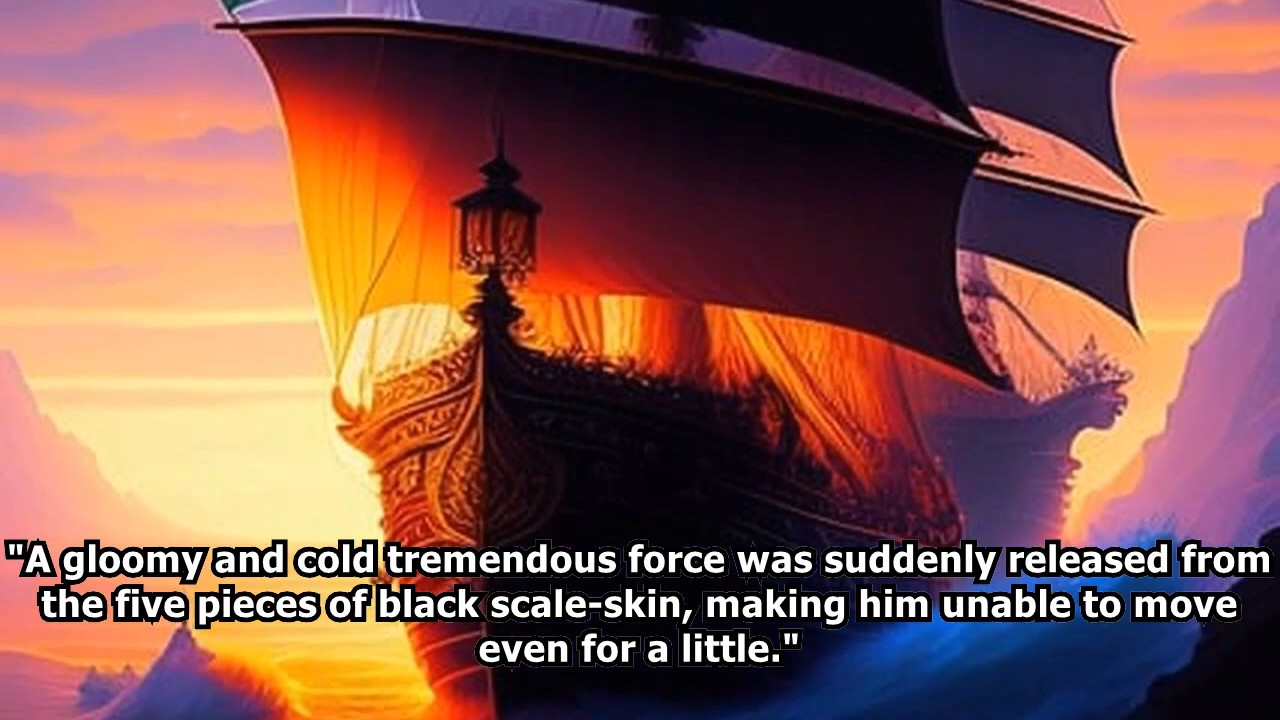 "A gloomy and cold tremendous force was suddenly released from
the five pieces of black scale-skin, making him unable to move
even for a little."